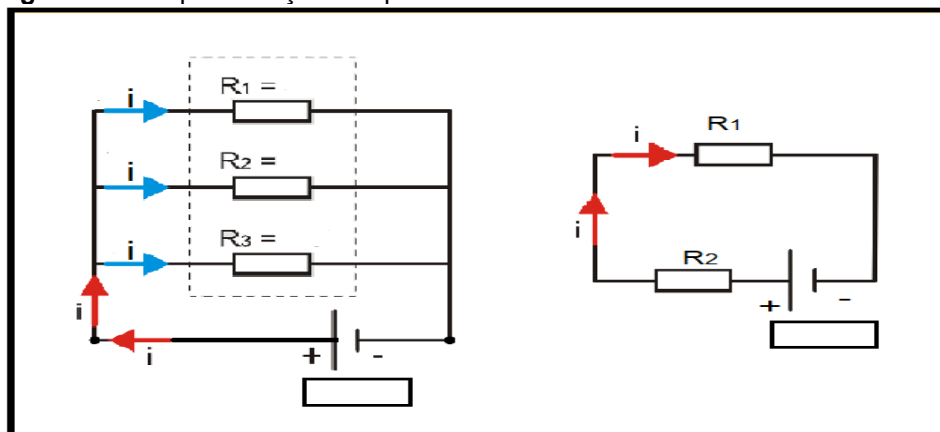 R1 =
i
R2 =
i
R3 =
i
i
i
+ -
R1
i
i
R2
+ -